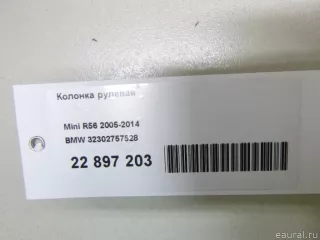 Колонка рулевая
Mini R56 2005-2014
BMW 32302757528
22 897 203
© eaural.ru